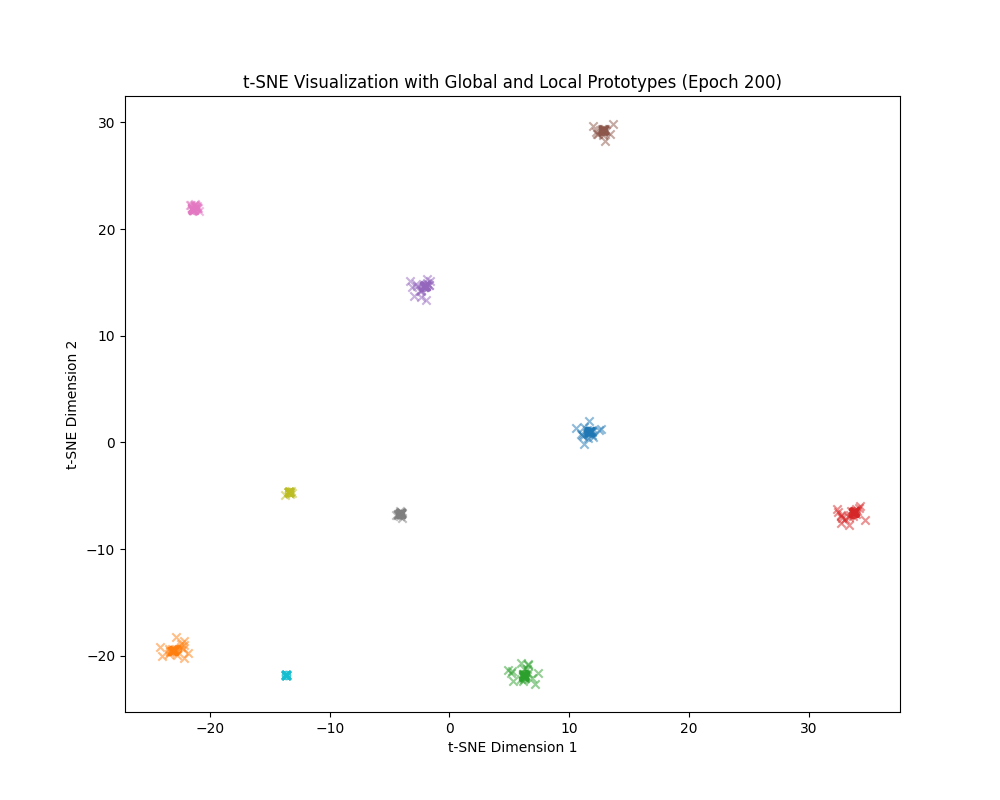 t-SNE Visualization with Global and Local Prototypes (Epoch 200)
30
20
10
0
−10
−20
t-SNE Dimension 2
−20 −10 0 10 20 30
t-SNE Dimension 1